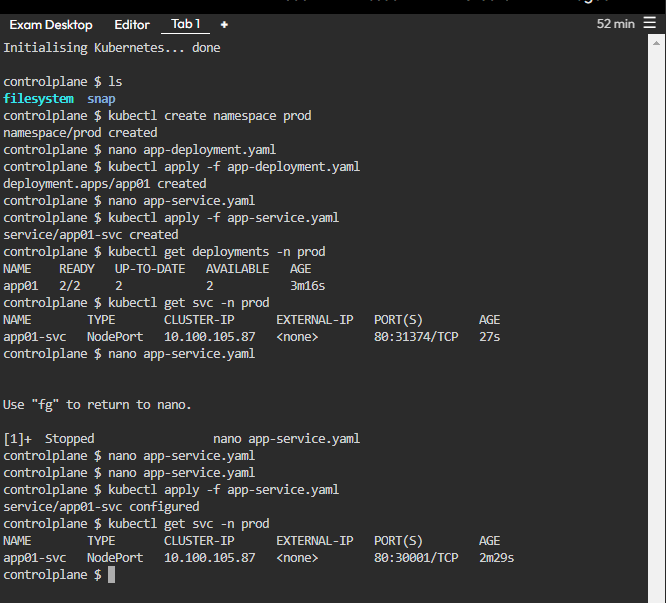 Exam Desktop Editor Tab 1 + 52 min
Initialising Kubernetes... done
controlplane $ ls
filesystem snap
controlplane $ kubectl create namespace prod
namespace/prod created
controlplane $ nano app-deployment.yaml
controlplane $ kubectl apply -f app-deployment.yaml
deployment.apps/app01 created
controlplane $ nano app-service.yaml
controlplane $ kubectl apply -f app-service.yaml
service/app01-svc created
controlplane $ kubectl get deployments -n prod
NAME READY UP-TO-DATE AVAILABLE AGE
app01 2/2 2 2 3m16s
controlplane $ kubectl get svc -n prod
NAME TYPE CLUSTER-IP EXTERNAL-IP PORT(S) AGE
app01-svc NodePort 10.100.105.87 <none> 80:31374/TCP 27s
controlplane $ nano app-service.yaml
Use "fg" to return to nano.
[1]+ Stopped nano app-service.yaml
controlplane $ nano app-service.yaml
controlplane $ nano app-service.yaml
controlplane $ kubectl apply -f app-service.yaml
service/app01-svc configured
controlplane $ kubectl get svc -n prod
NAME TYPE CLUSTER-IP EXTERNAL-IP PORT(S) AGE
app01-svc NodePort 10.100.105.87 <none> 80:30001/TCP 2m29s
controlplane $